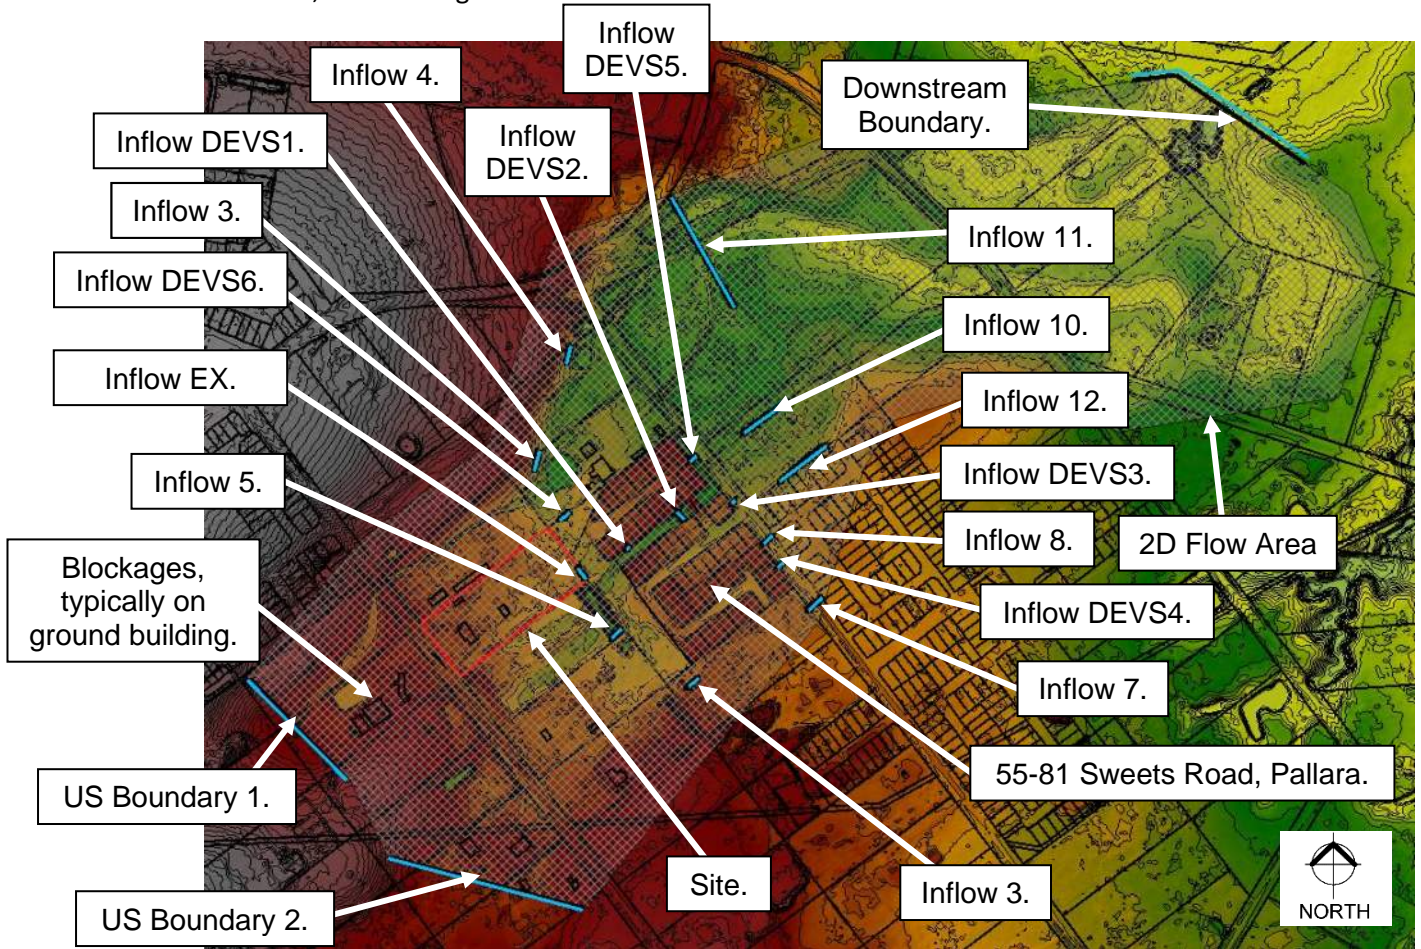 Inflow
DEVS5.
Inflow 4.
Downstream
Boundary.
Inflow DEVS1.
Inflow
DEVS2.
Inflow 3.
Inflow 11.
Inflow DEVS6.
Inflow 10.
Inflow EX.
Inflow 12.
Inflow 5.
Inflow DEVS3.
Inflow 8.
2D Flow Area
Blockages,
typically on
ground building.
Inflow DEVS4.
Inflow 7.
US Boundary 1.
55-81 Sweets Road, Pallara.
Site.
Inflow 3.
US Boundary 2.
NORTH